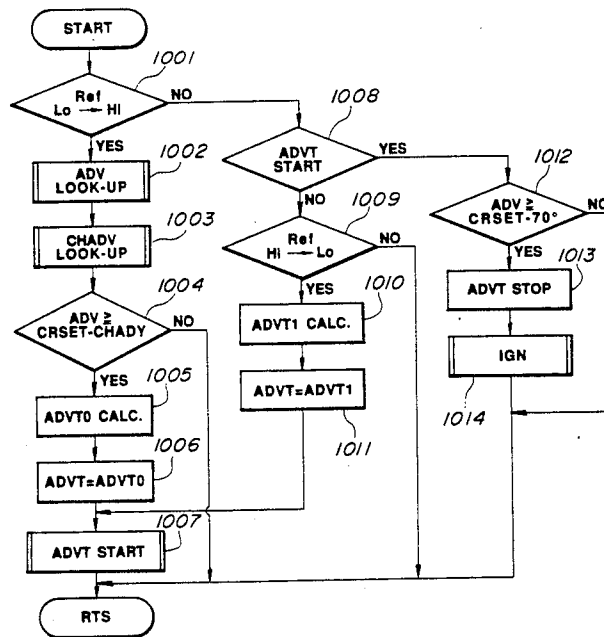 START
1001
Ref
Lo → Hi
NO
YES
1002
ADV
LOOK-UP
1003
CHADV
LOOK-UP
1004
ADV ≧
CRSET-CHADY
NO
YES
1005
ADVT0 CALC.
1006
ADVT=ADVT0
1007
ADVT START
RTS
1008
ADVT
START
YES
NO
1009
Ref
Hi → Lo
NO
YES
1010
ADVT1 CALC.
ADVT=ADVT1
1011
1012
ADV ≧
CRSET-70°
NO
YES
1013
ADVT STOP
IGN
1014